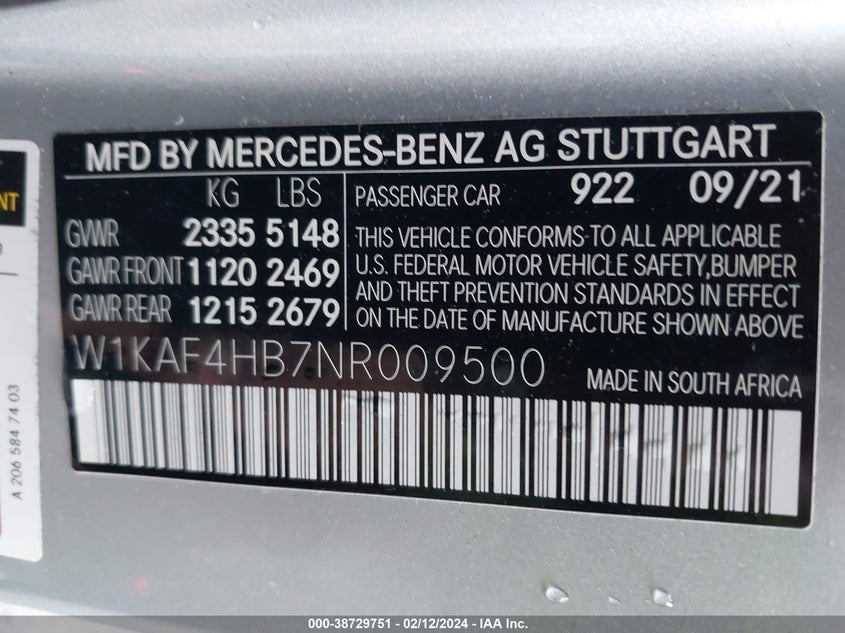 MFD BY MERCEDES-BENZ AG STUTTGART
KG LBS
GVWR 2335 5148
GAWR FRONT 1120 2469
GAWR REAR 1215 2679
PASSENGER CAR 922 09/21
THIS VEHICLE CONFORMS TO ALL APPLICABLE
U.S. FEDERAL MOTOR VEHICLE SAFETY,BUMPER
AND THEFT PREVENTION STANDARDS IN EFFECT
ON THE DATE OF MANUFACTURE SHOWN ABOVE
W1KAF4HB7NR009500
MADE IN SOUTH AFRICA
A 206 584 74 03
000-38729751 - 02/12/2024 - IAA Inc.